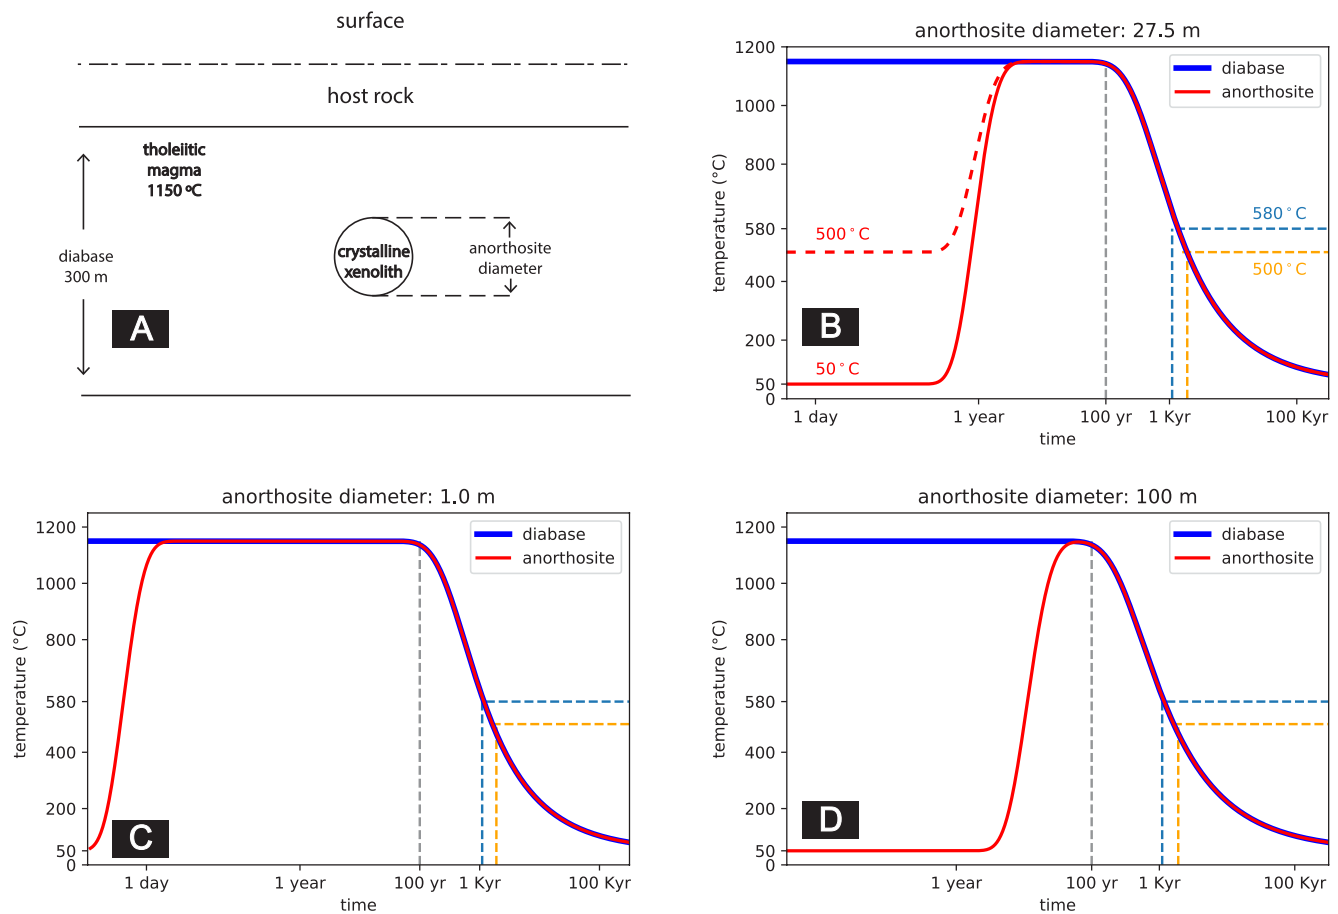 surface
host rock
tholeiitic
magma
1150 ºC
diabase
300 m
crystalline
xenolith
anorthosite
diameter
A
anorthosite diameter: 27.5 m
1200
1000
800
580
400
200
50
0
temperature (°C)
diabase
anorthosite
500°C
50°C
580°C
500°C
B
1 day
1 year
100 yr
1 Kyr
100 Kyr
time
anorthosite diameter: 1.0 m
1200
1000
800
580
400
200
50
0
temperature (°C)
diabase
anorthosite
C
1 day
1 year
100 yr
1 Kyr
100 Kyr
time
anorthosite diameter: 100 m
1200
1000
800
580
400
200
50
0
temperature (°C)
diabase
anorthosite
D
1 year
100 yr
1 Kyr
100 Kyr
time